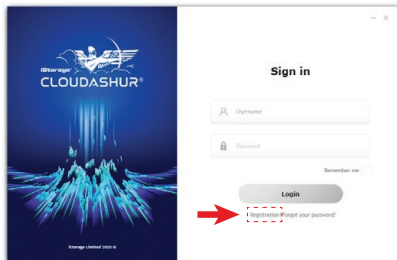 iStorage®
CLOUDASHUR®
iStorage Limited 2020 ©
Sign in
Username
Password
Remember me
Login
Registration
Forgot your password?